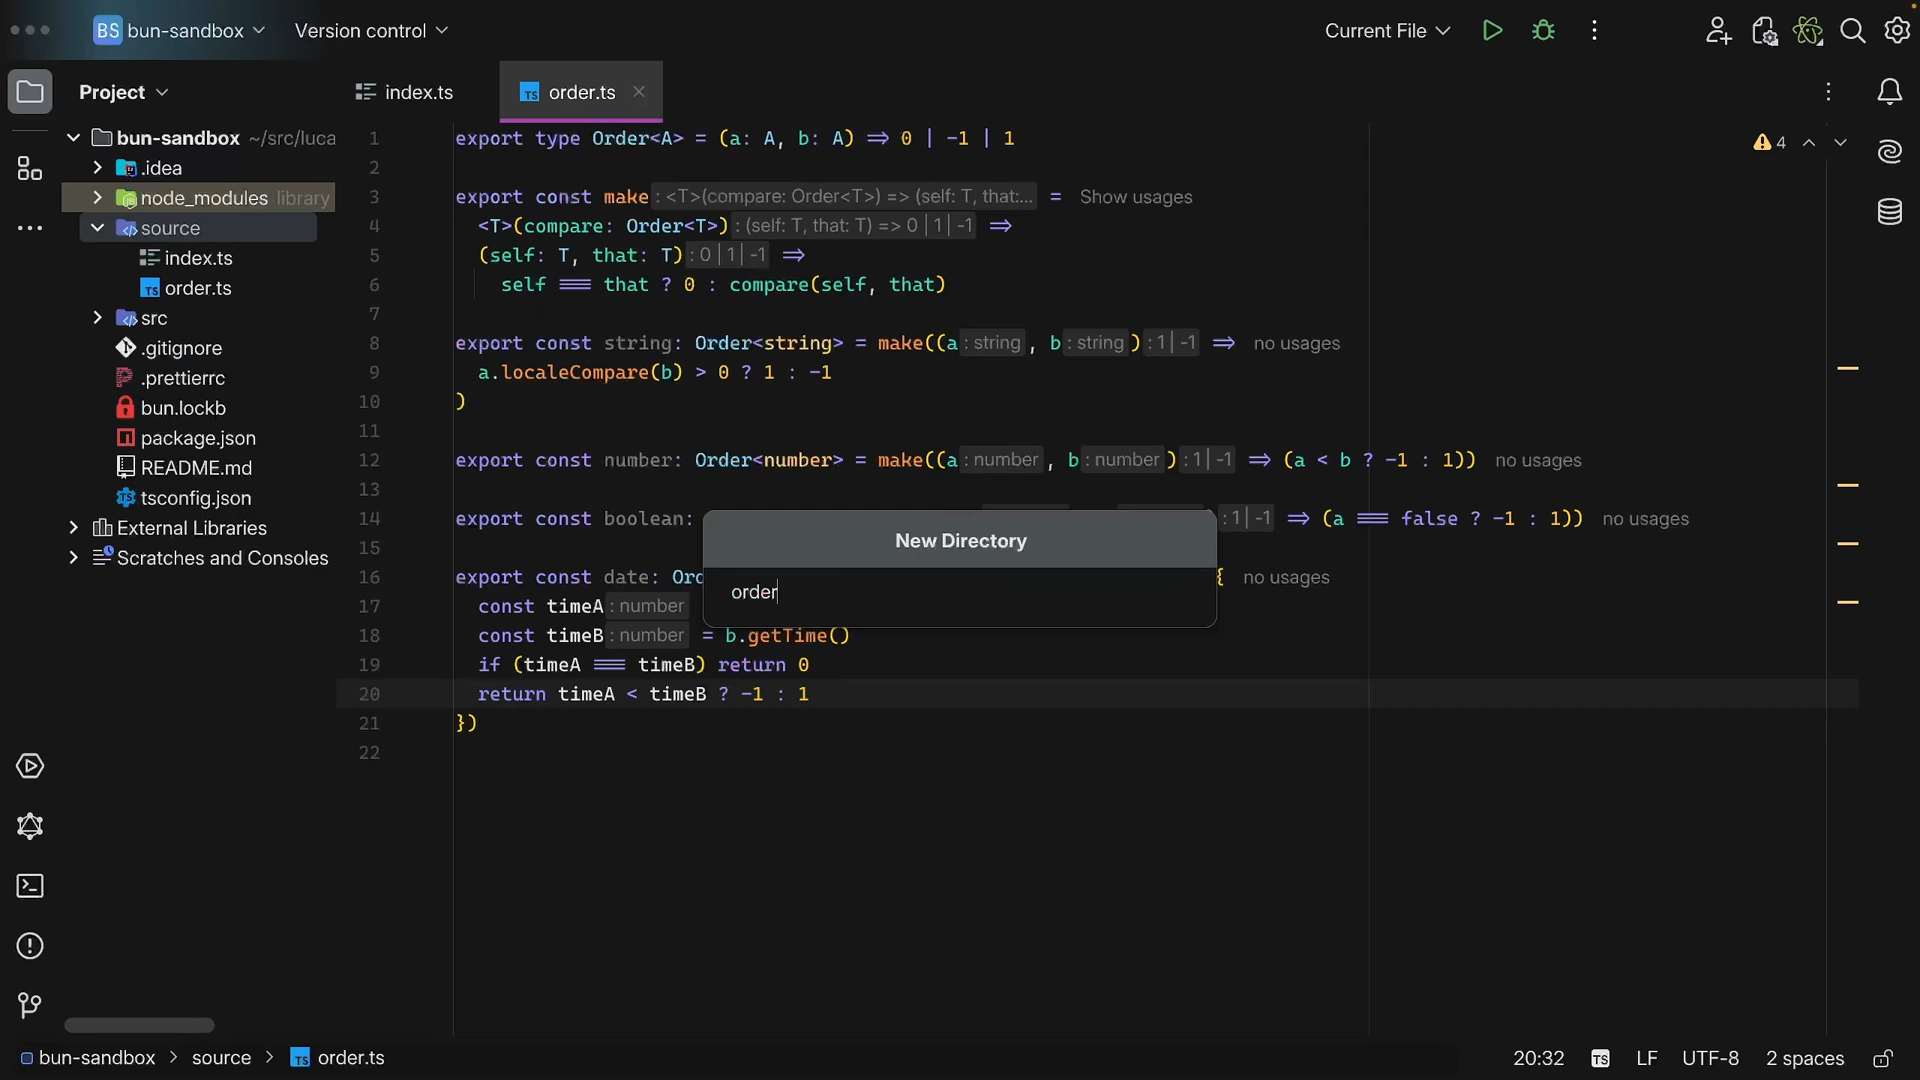 BS bun-sandbox Version control Current File
Project
index.ts order.ts
bun-sandbox ~/src/luca
.idea
node_modules library
source
index.ts
order.ts
src
.gitignore
.prettierrc
bun.lockb
package.json
README.md
tsconfig.json
External Libraries
Scratches and Consoles
4
1 export type Order<A> = (a: A, b: A) => 0 | -1 | 1
2
3 export const make : <T>(compare: Order<T>) => (self: T, that:... = Show usages
4 <T>(compare: Order<T>) : (self: T, that: T) => 0 | 1 | -1 =>
5 (self: T, that: T) : 0 | 1 | -1 =>
6 self === that ? 0 : compare(self, that)
7
8 export const string: Order<string> = make((a : string , b : string ) : 1 | -1 => no usages
9 a.localeCompare(b) > 0 ? 1 : -1
10 )
11
12 export const number: Order<number> = make((a : number , b : number ) : 1 | -1 => (a < b ? -1 : 1)) no usages
13
14 export const boolean: : 1 | -1 => (a === false ? -1 : 1)) no usages
15
16 export const date: Ord { no usages
17 const timeA : number
18 const timeB : number = b.getTime()
19 if (timeA === timeB) return 0
20 return timeA < timeB ? -1 : 1
21 })
22
New Directory
order
bun-sandbox > source > TS order.ts 20:32 TS LF UTF-8 2 spaces